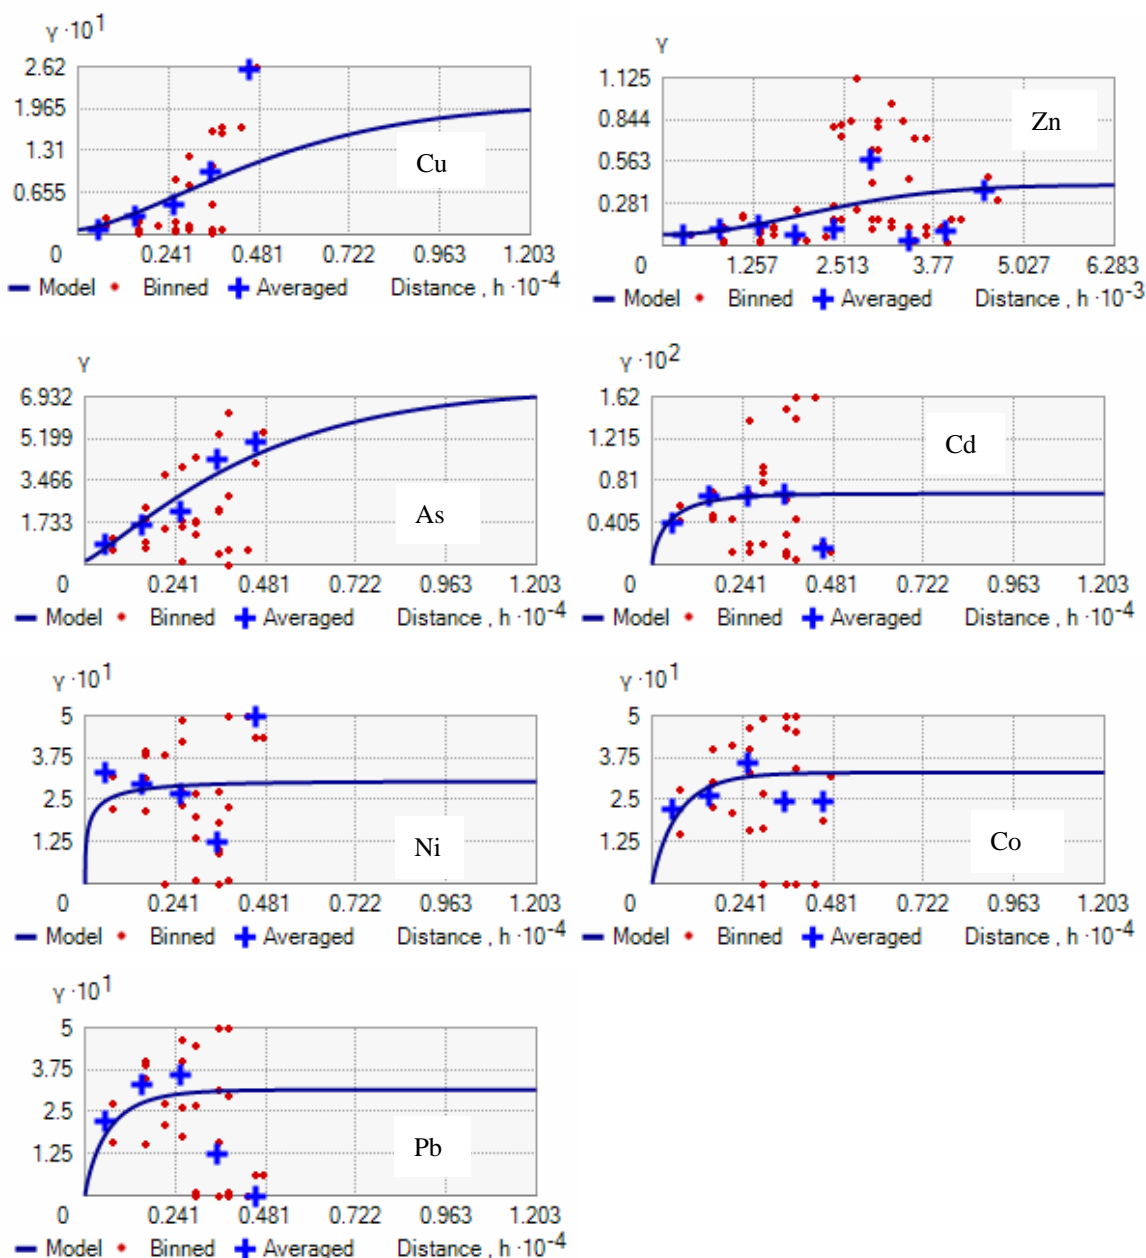 γ ·10¹
2.62
1.965
1.31
0.655
Cu
0 0.241 0.481 0.722 0.963 1.203
Model Binned Averaged Distance , h ·10⁻⁴
γ
1.125
0.844
0.563
0.281
Zn
0 1.257 2.513 3.77 5.027 6.283
Model Binned Averaged Distance , h ·10⁻³
γ
6.932
5.199
3.466
1.733
As
0 0.241 0.481 0.722 0.963 1.203
Model Binned Averaged Distance , h ·10⁻⁴
γ ·10²
1.62
1.215
0.81
0.405
Cd
0 0.241 0.481 0.722 0.963 1.203
Model Binned Averaged Distance , h ·10⁻⁴
γ ·10¹
5
3.75
2.5
1.25
Ni
0 0.241 0.481 0.722 0.963 1.203
Model Binned Averaged Distance , h ·10⁻⁴
γ ·10¹
5
3.75
2.5
1.25
Co
0 0.241 0.481 0.722 0.963 1.203
Model Binned Averaged Distance , h ·10⁻⁴
γ ·10¹
5
3.75
2.5
1.25
Pb
0 0.241 0.481 0.722 0.963 1.203
Model Binned Averaged Distance , h ·10⁻⁴